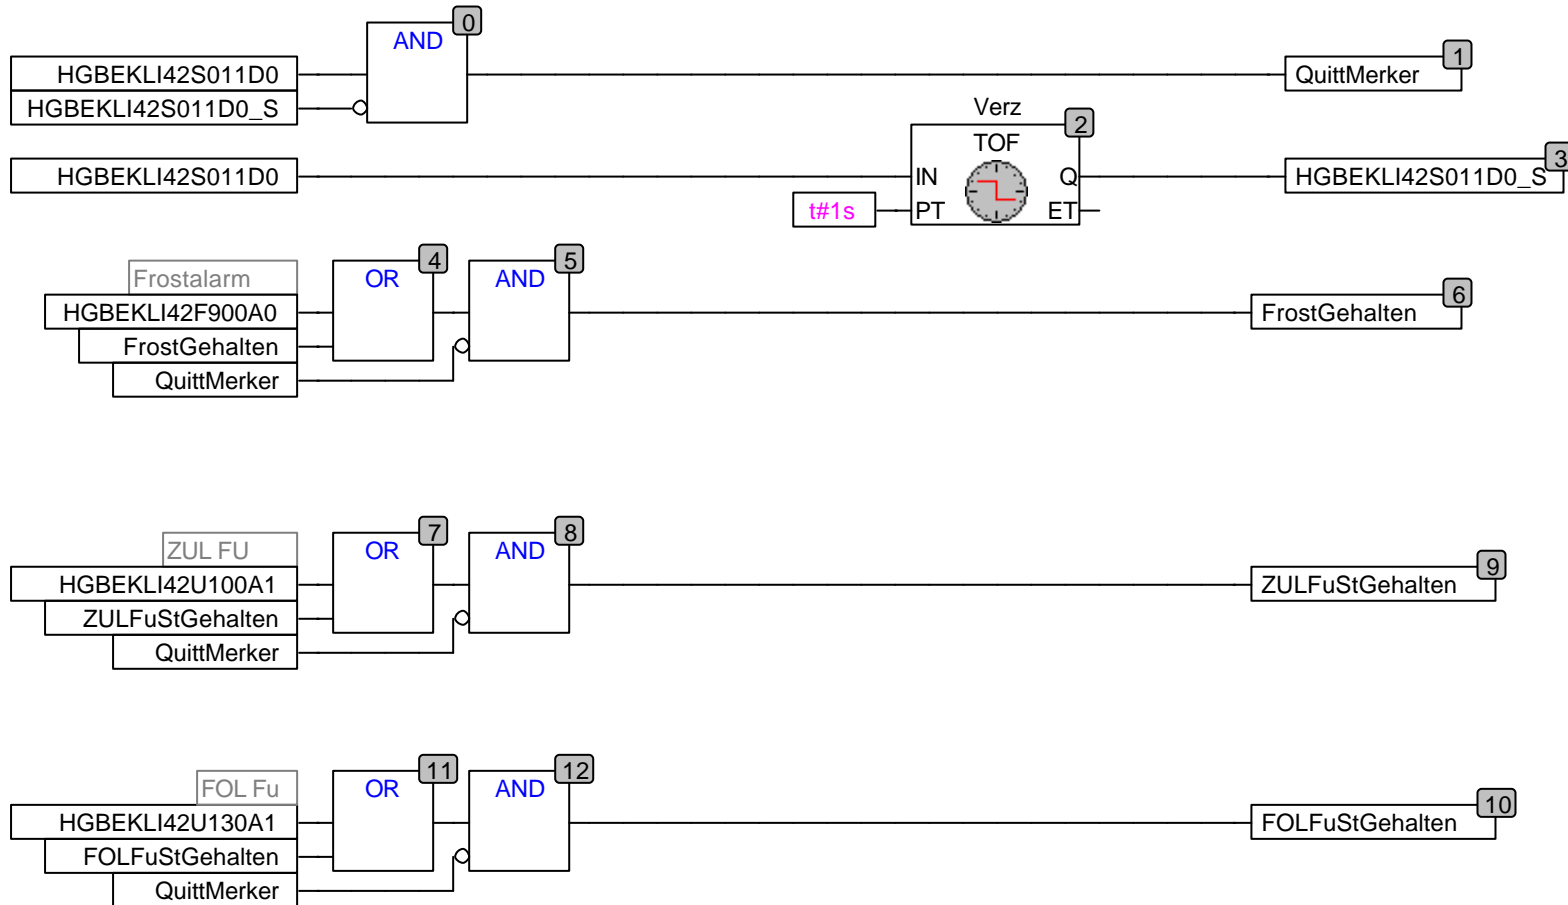 0
AND
HGBEKLI42S011D0
1
QuittMerker
HGBEKLI42S011D0_S
Verz
2
TOF
3
HGBEKLI42S011D0
IN
Q
HGBEKLI42S011D0_S
t#1s
PT
ET
4
5
Frostalarm
OR
AND
6
HGBEKLI42F900A0
FrostGehalten
FrostGehalten
QuittMerker
7
8
ZUL FU
OR
AND
9
HGBEKLI42U100A1
ZULFuStGehalten
ZULFuStGehalten
QuittMerker
11
12
FOL Fu
OR
AND
10
HGBEKLI42U130A1
FOLFuStGehalten
FOLFuStGehalten
QuittMerker